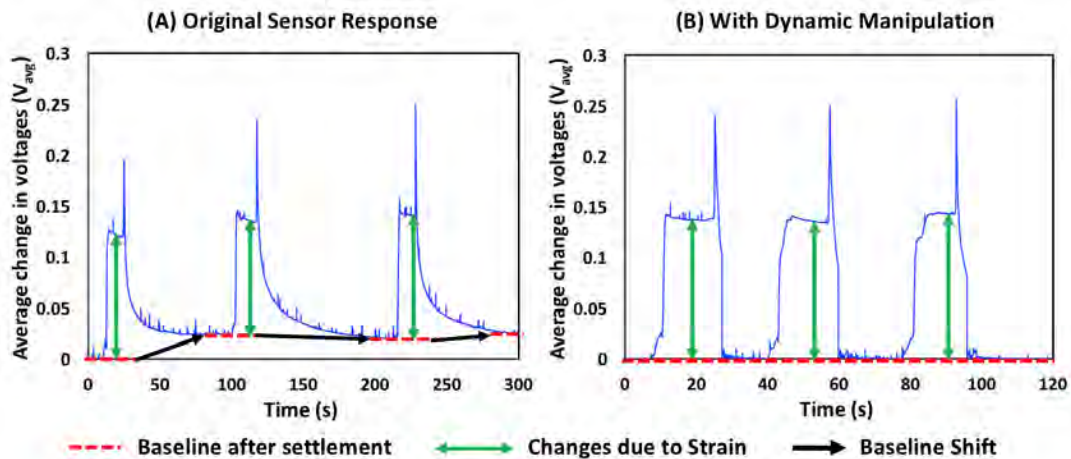 (A) Original Sensor Response
Average change in voltages (Vavg)
0.3
0.25
0.2
0.15
0.1
0.05
0
0 50 100 150 200 250 300
Time (s)
(B) With Dynamic Manipulation
Average change in voltages (Vavg)
0.3
0.25
0.2
0.15
0.1
0.05
0
0 20 40 60 80 100 120
Time (s)
Baseline after settlement Changes due to Strain Baseline Shift